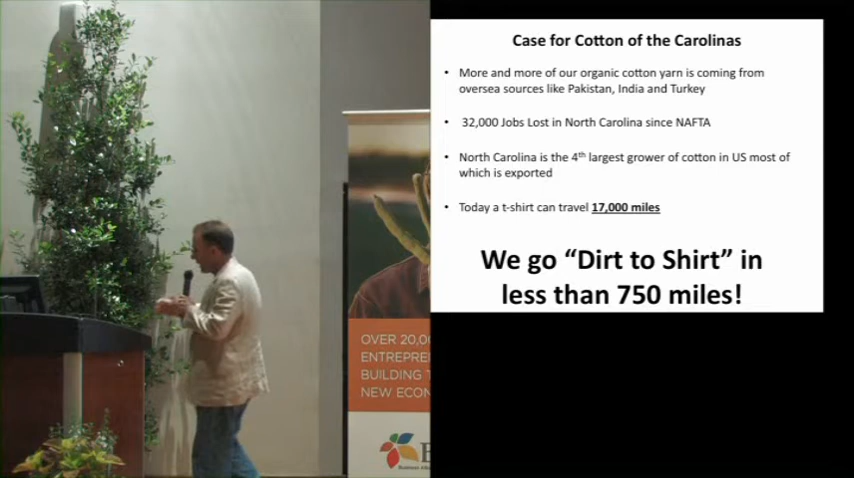 Case for Cotton of the Carolinas
• More and more of our organic cotton yarn is coming from
oversea sources like Pakistan, India and Turkey
• 32,000 Jobs Lost in North Carolina since NAFTA
• North Carolina is the 4th largest grower of cotton in US most of
which is exported
• Today a t-shirt can travel 17,000 miles
We go “Dirt to Shirt” in
less than 750 miles!
OVER 20,00
ENTREPRE
BUILDING T
NEW ECON
B
Business Allia